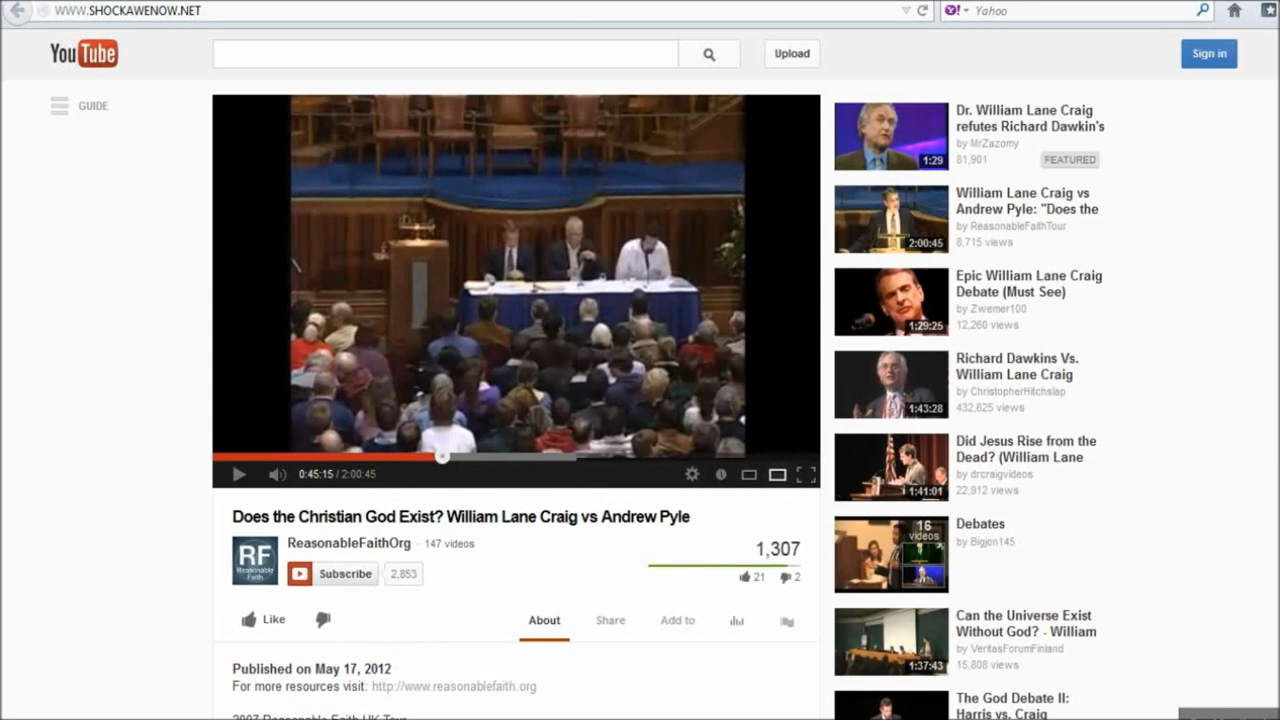 WWW.SHOCKAWENOW.NET
Yahoo
YouTube
Upload
Sign in
GUIDE
0:45:15 / 2:00:45
Does the Christian God Exist? William Lane Craig vs Andrew Pyle
RF
Reasonable
Faith
ReasonableFaithOrg · 147 videos
Subscribe 2,853
1,307
21 2
Like
About
Share
Add to
Published on May 17, 2012
For more resources visit: http://www.reasonablefaith.org
2007 Reasonable Faith UK Tour
1:29
Dr. William Lane Craig
refutes Richard Dawkin's
by MrZazomy
81,901
FEATURED
2:00:45
William Lane Craig vs
Andrew Pyle: "Does the
by ReasonableFaithTour
8,715 views
1:29:25
Epic William Lane Craig
Debate (Must See)
by Zwemer100
12,260 views
1:43:28
Richard Dawkins Vs.
William Lane Craig
by ChristopherHitchslap
432,625 views
1:41:01
Did Jesus Rise from the
Dead? (William Lane
by drcraigvideos
22,912 views
16
videos
Debates
by Bigjon145
1:37:43
Can the Universe Exist
Without God? - William
by VeritasForumFinland
15,808 views
The God Debate II:
Harris vs. Craig